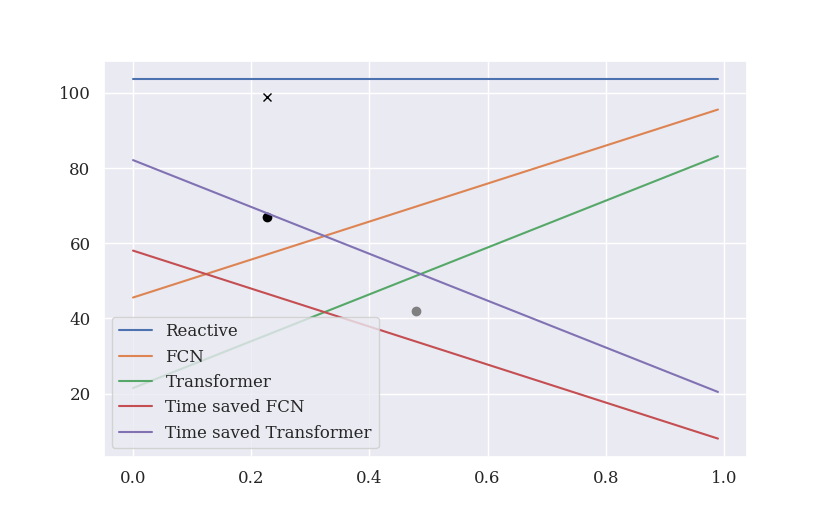 100
80
60
40
20
Reactive
FCN
Transformer
Time saved FCN
Time saved Transformer
0.0 0.2 0.4 0.6 0.8 1.0